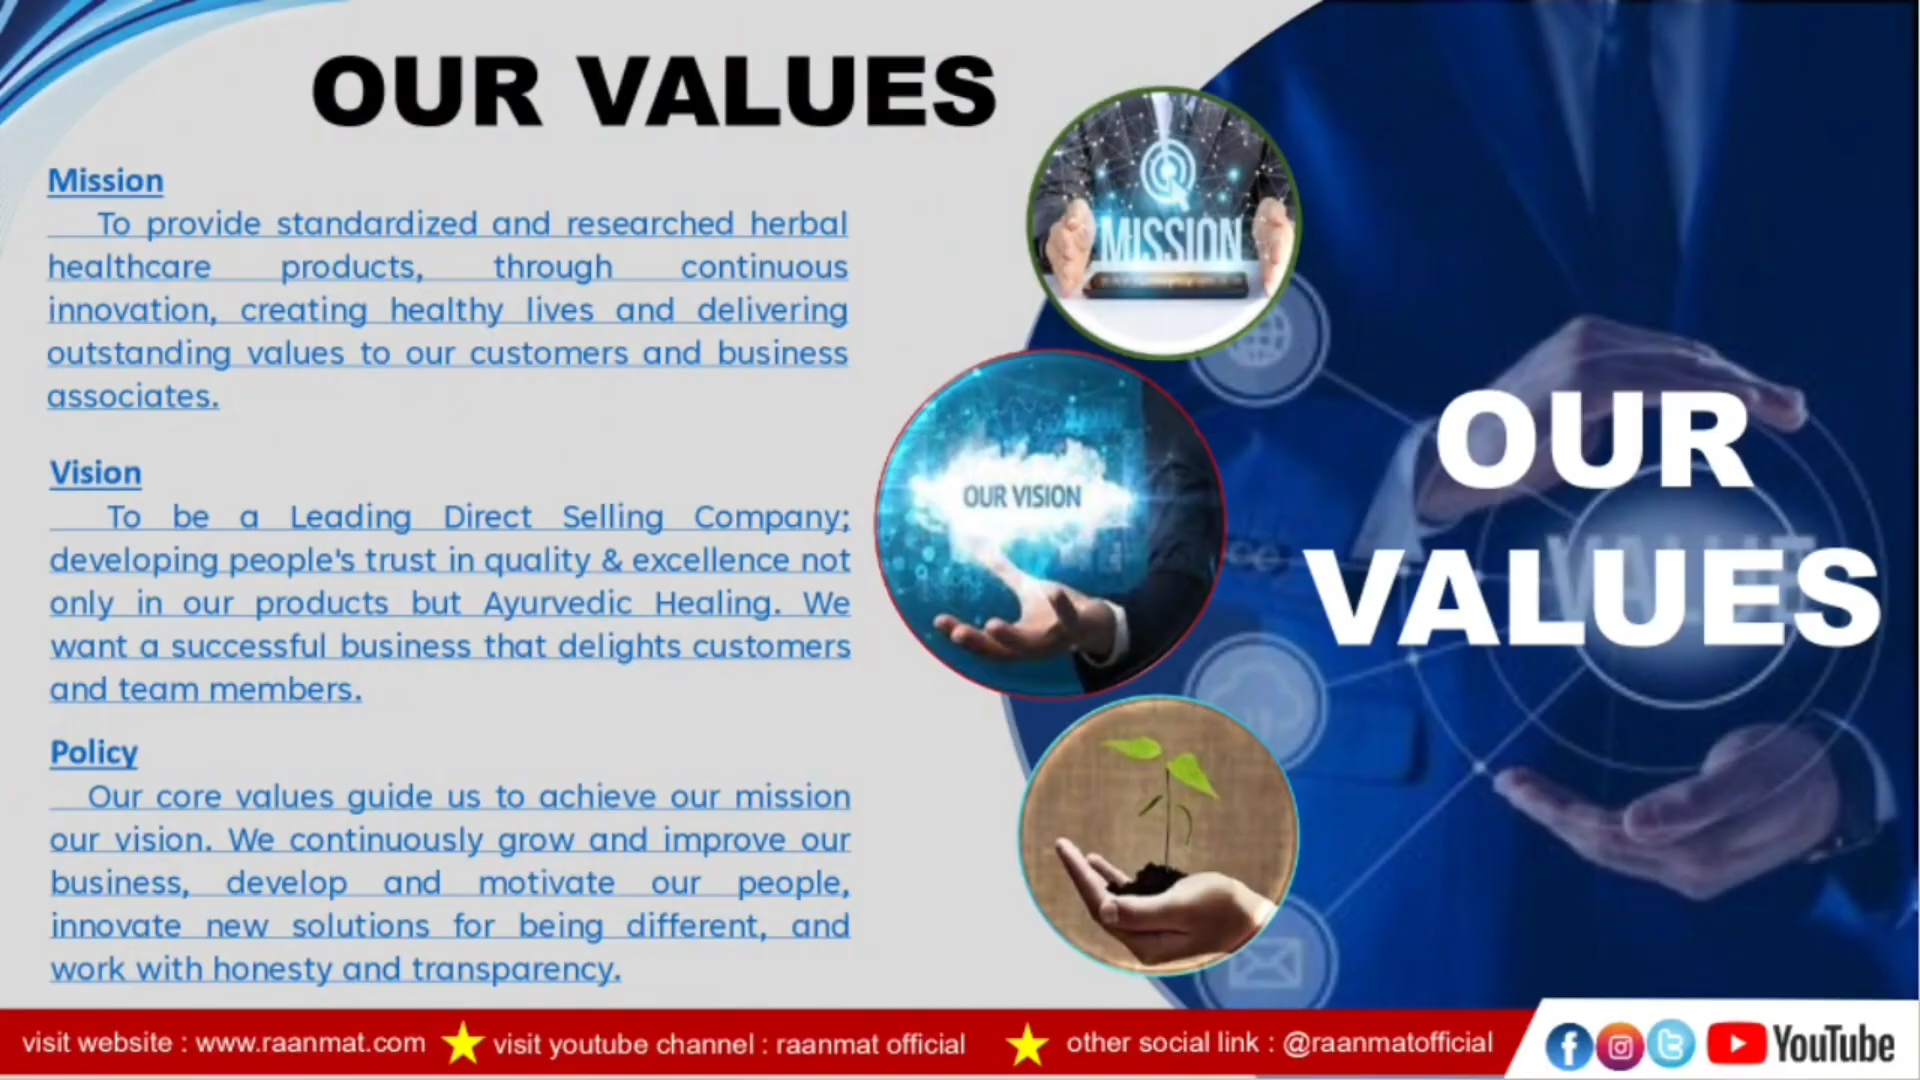 OUR VALUES
Mission
To provide standardized and researched herbal
healthcare products, through continuous
innovation, creating healthy lives and delivering
outstanding values to our customers and business
associates.
Vision
To be a Leading Direct Selling Company;
developing people's trust in quality & excellence not
only in our products but Ayurvedic Healing. We
want a successful business that delights customers
and team members.
Policy
Our core values guide us to achieve our mission
our vision. We continuously grow and improve our
business, develop and motivate our people,
innovate new solutions for being different, and
work with honesty and transparency.
MISSION
OUR VISION
OUR
VALUES
VALUE
visit website : www.raanmat.com
visit youtube channel : raanmat official
other social link : @raanmatofficial
YouTube